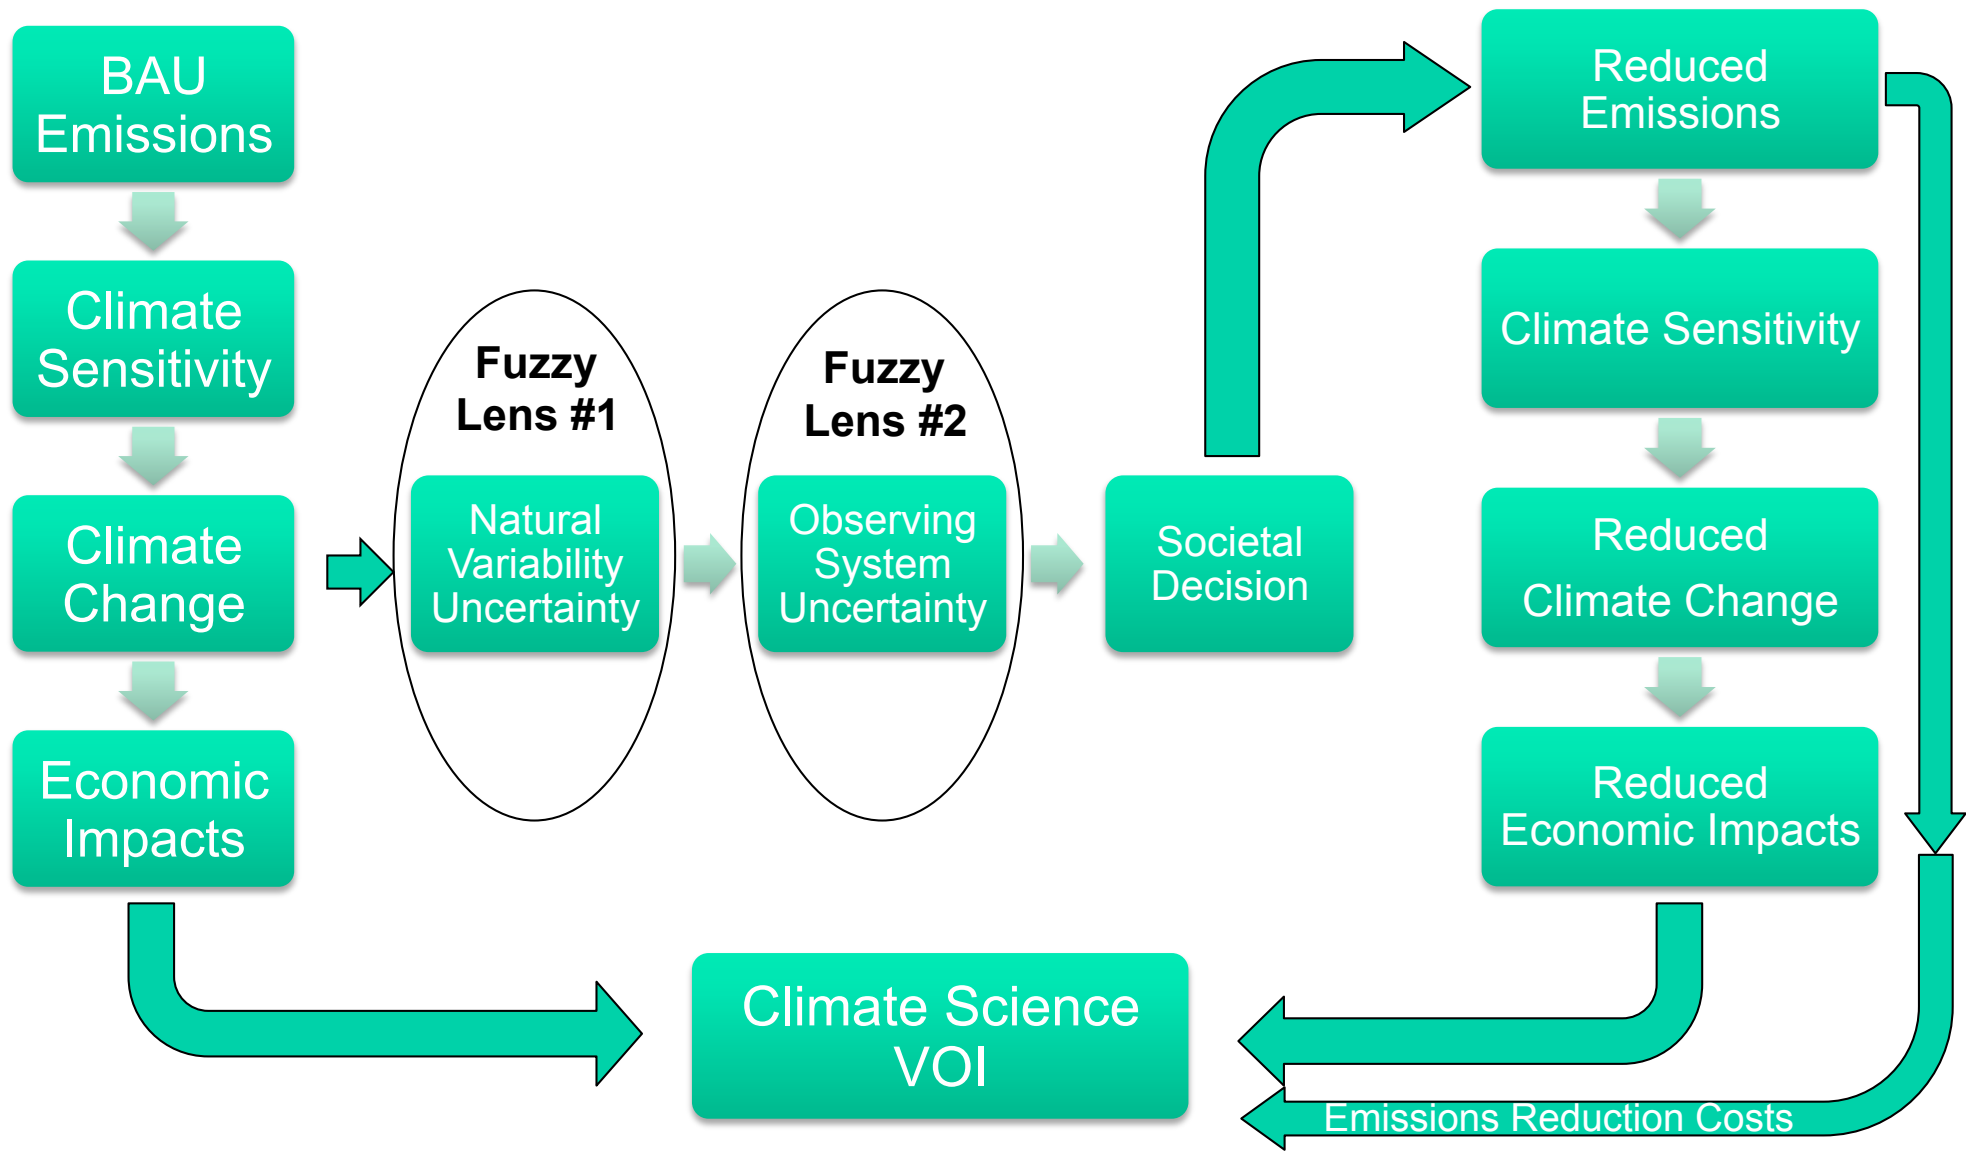 BAU
Emissions
Climate
Sensitivity
Climate
Change
Economic
Impacts
Fuzzy
Lens #1
Natural
Variability
Uncertainty
Fuzzy
Lens #2
Observing
System
Uncertainty
Societal
Decision
Reduced
Emissions
Climate Sensitivity
Reduced
Climate Change
Reduced
Economic Impacts
Climate Science
VOI
Emissions Reduction Costs